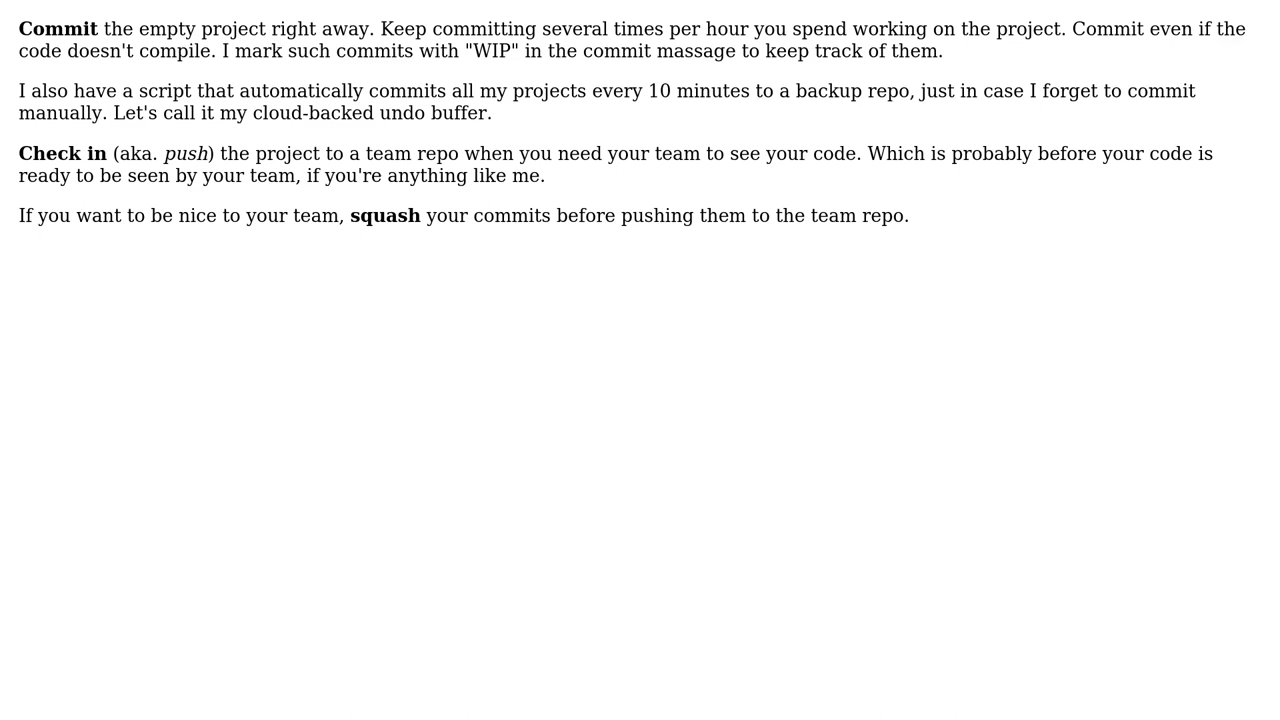 Commit the empty project right away. Keep committing several times per hour you spend working on the project. Commit even if the
code doesn't compile. I mark such commits with "WIP" in the commit massage to keep track of them.
I also have a script that automatically commits all my projects every 10 minutes to a backup repo, just in case I forget to commit
manually. Let's call it my cloud-backed undo buffer.
Check in (aka. push) the project to a team repo when you need your team to see your code. Which is probably before your code is
ready to be seen by your team, if you're anything like me.
If you want to be nice to your team, squash your commits before pushing them to the team repo.